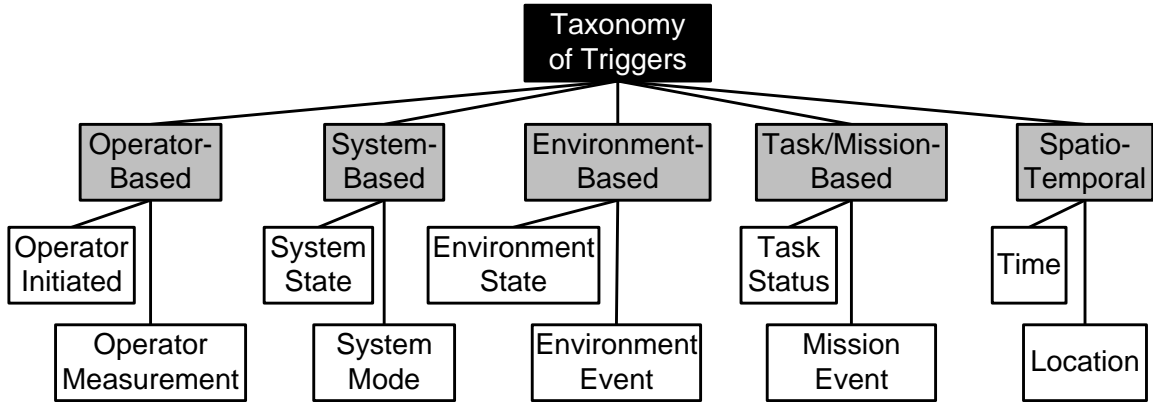 Taxonomy
of Triggers
Operator-
Based
System-
Based
Environment-
Based
Task/Mission-
Based
Spatio-
Temporal
Operator
Initiated
System
State
Environment
State
Task
Status
Time
Operator
Measurement
System
Mode
Environment
Event
Mission
Event
Location